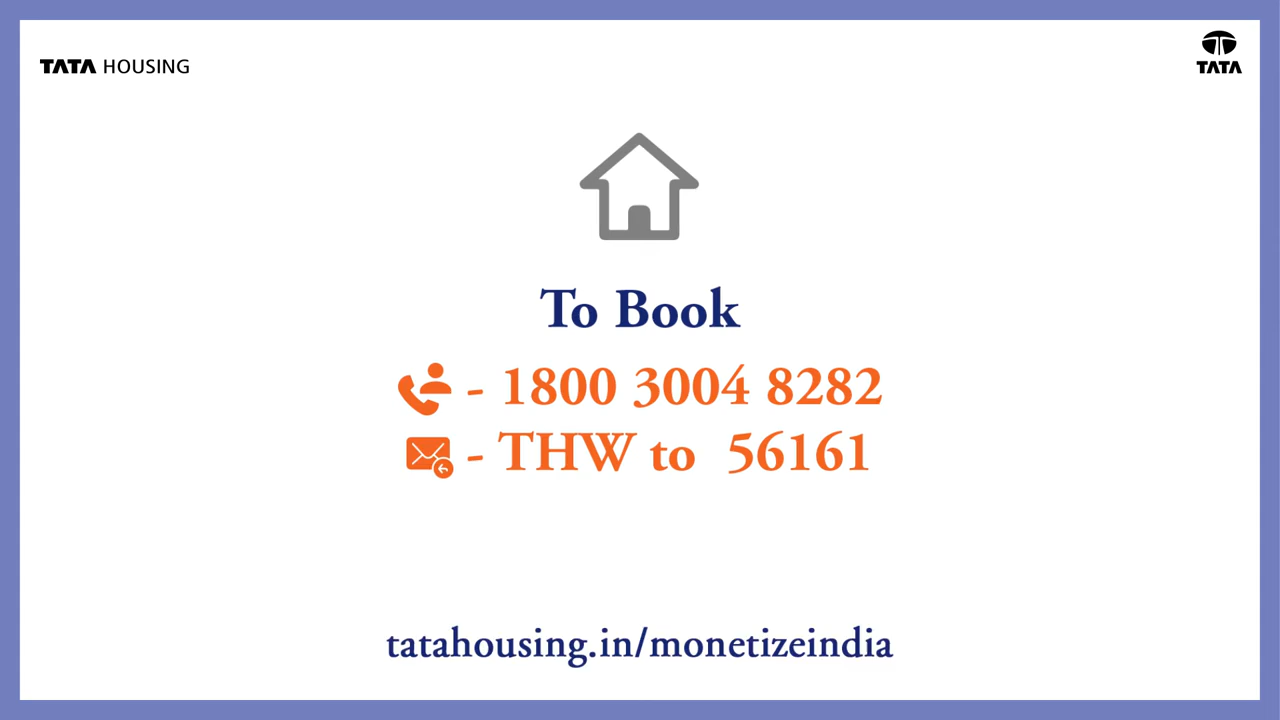 TATA HOUSING
TATA
To Book
- 1800 3004 8282
- THW to 56161
tatahousing.in/monetizeindia